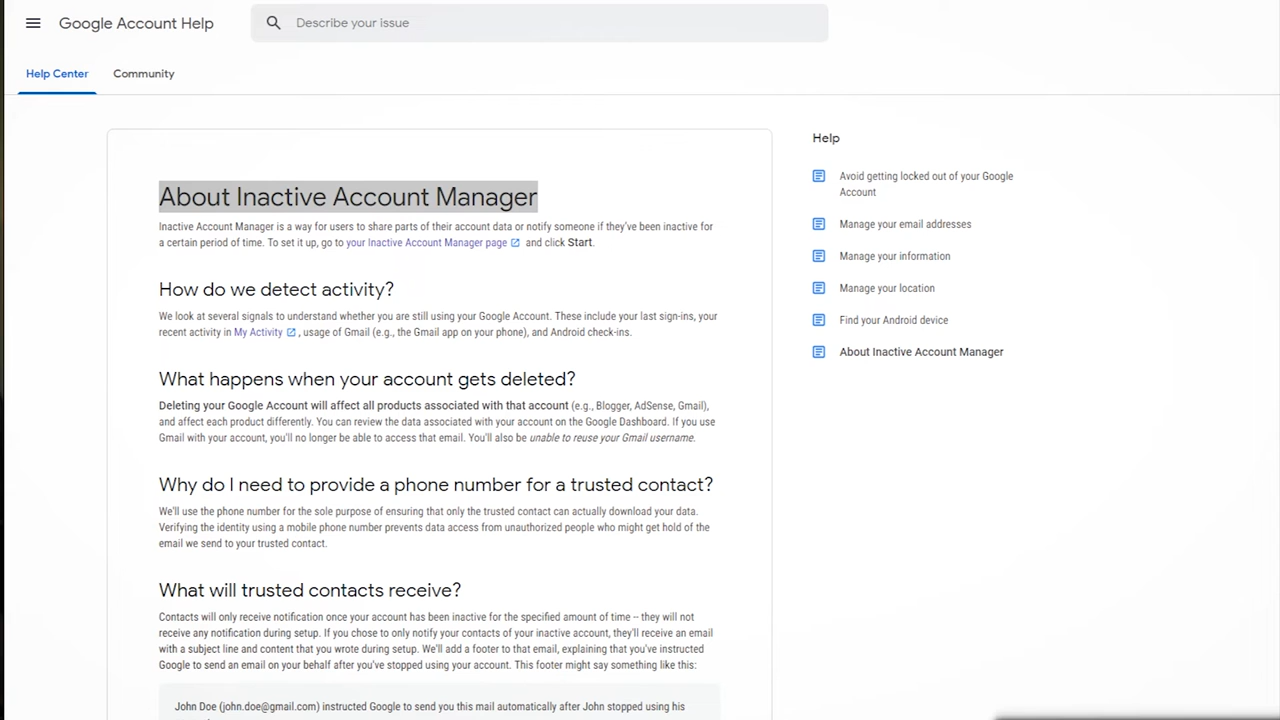 Google Account Help
Describe your issue
Help Center
Community
About Inactive Account Manager
Inactive Account Manager is a way for users to share parts of their account data or notify someone if they've been inactive for
a certain period of time. To set it up, go to your Inactive Account Manager page and click Start.
How do we detect activity?
We look at several signals to understand whether you are still using your Google Account. These include your last sign-ins, your
recent activity in My Activity , usage of Gmail (e.g., the Gmail app on your phone), and Android check-ins.
What happens when your account gets deleted?
Deleting your Google Account will affect all products associated with that account (e.g., Blogger, AdSense, Gmail),
and affect each product differently. You can review the data associated with your account on the Google Dashboard. If you use
Gmail with your account, you'll no longer be able to access that email. You'll also be unable to reuse your Gmail username.
Why do I need to provide a phone number for a trusted contact?
We'll use the phone number for the sole purpose of ensuring that only the trusted contact can actually download your data.
Verifying the identity using a mobile phone number prevents data access from unauthorized people who might get hold of the
email we send to your trusted contact.
What will trusted contacts receive?
Contacts will only receive notification once your account has been inactive for the specified amount of time -- they will not
receive any notification during setup. If you chose to only notify your contacts of your inactive account, they'll receive an email
with a subject line and content that you wrote during setup. We'll add a footer to that email, explaining that you've instructed
Google to send an email on your behalf after you've stopped using your account. This footer might say something like this:
John Doe (john.doe@gmail.com) instructed Google to send you this mail automatically after John stopped using his
Help
Avoid getting locked out of your Google
Account
Manage your email addresses
Manage your information
Manage your location
Find your Android device
About Inactive Account Manager